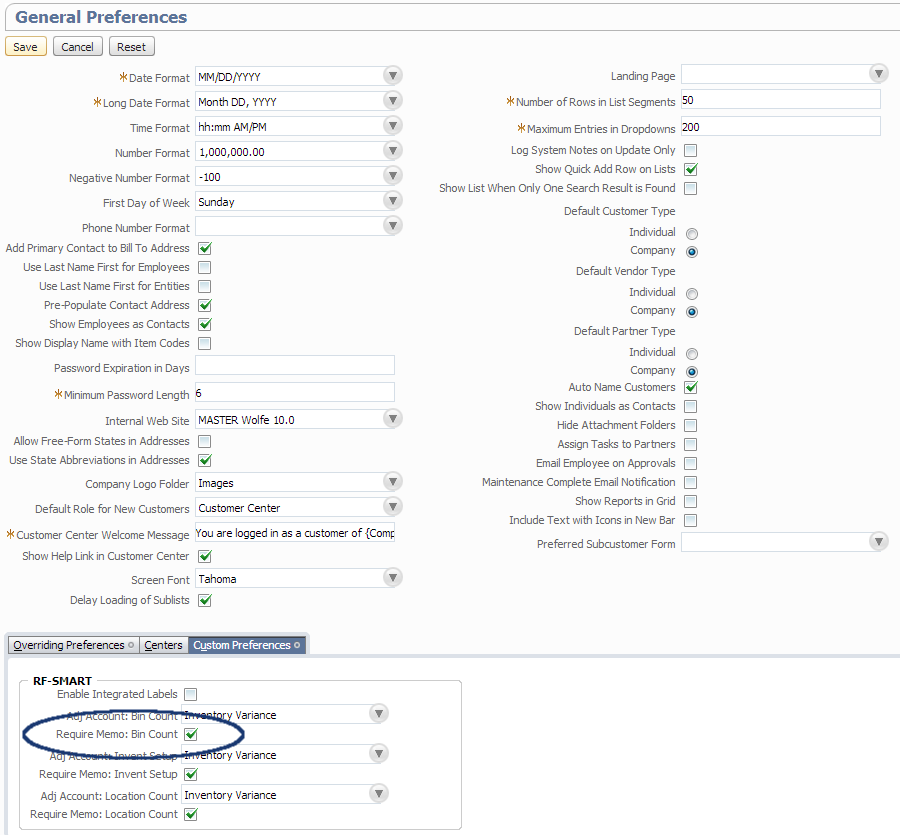 General Preferences
Save Cancel Reset
Date Format MM/DD/YYYY
Long Date Format Month DD, YYYY
Time Format hh:mm AM/PM
Number Format 1,000,000.00
Negative Number Format -100
First Day of Week Sunday
Phone Number Format
Add Primary Contact to Bill To Address
Use Last Name First for Employees
Use Last Name First for Entities
Pre-Populate Contact Address
Show Employees as Contacts
Show Display Name with Item Codes
Password Expiration in Days
Minimum Password Length 6
Internal Web Site MASTER Wolfe 10.0
Allow Free-Form States in Addresses
Use State Abbreviations in Addresses
Company Logo Folder Images
Default Role for New Customers Customer Center
Customer Center Welcome Message You are logged in as a customer of {Comp
Show Help Link in Customer Center
Screen Font Tahoma
Delay Loading of Sublists
Landing Page
Number of Rows in List Segments 50
Maximum Entries in Dropdowns 200
Log System Notes on Update Only
Show Quick Add Row on Lists
Show List When Only One Search Result is Found
Default Customer Type
Individual
Company
Default Vendor Type
Individual
Company
Default Partner Type
Individual
Company
Auto Name Customers
Show Individuals as Contacts
Hide Attachment Folders
Assign Tasks to Partners
Email Employee on Approvals
Maintenance Complete Email Notification
Show Reports in Grid
Include Text with Icons in New Bar
Preferred Subcustomer Form
Overriding Preferences Centers Custom Preferences
RF-SMART
Enable Integrated Labels
Adj Account: Bin Count Inventory Variance
Require Memo: Bin Count
Adj Account: Invent Setup Inventory Variance
Require Memo: Invent Setup
Adj Account: Location Count Inventory Variance
Require Memo: Location Count